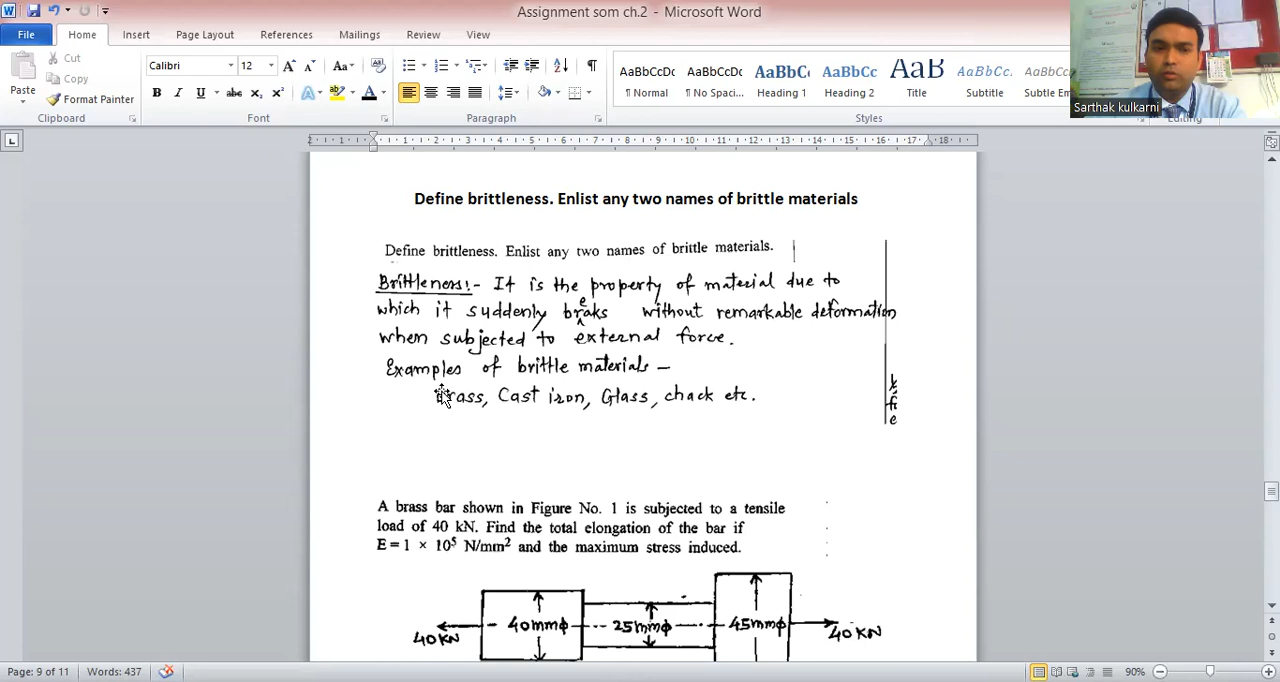 Assignment som ch.2 - Microsoft Word
File Home Insert Page Layout References Mailings Review View
Cut
Copy
Format Painter
Paste
Clipboard
Calibri 12
Font
Paragraph
AaBbCcDc AaBbCcDc AaBbC AaBbCc AaB AaBbCc. AaBbCcDc
¶ Normal ¶ No Spaci... Heading 1 Heading 2 Title Subtitle Subtle Em
Styles
Editing
Sarthak kulkarni
Define brittleness. Enlist any two names of brittle materials
Define brittleness. Enlist any two names of brittle materials.
Brittleness:- It is the property of material due to
which it suddenly breaks without remarkable deformation
when subjected to external force.
Examples of brittle materials –
Brass, Cast iron, Glass, chack etc.
A brass bar shown in Figure No. 1 is subjected to a tensile
load of 40 kN. Find the total elongation of the bar if
E = 1 × 10⁵ N/mm² and the maximum stress induced.
40KN 40mmϕ 25mmϕ 45mmϕ 40KN
Page: 9 of 11 Words: 437 90%